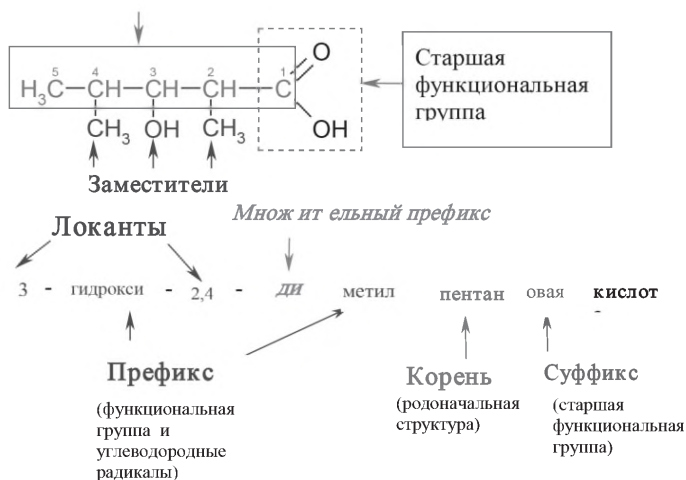 O
5 4 3 2 1
H3C–CH–CH–CH–C
CH3 OH CH3 OH
Старшая
функциональная
группа
Заместители
Множ ит ельный префикс
Локанты
3 - гидрокси - 2,4 - ди метил пентан овая кислот
Префикс
(функциональная
группа и
углеводородные
радикалы)
Корень
(родоначальная
структура)
Суффикс
(старшая
функциональная
группа)